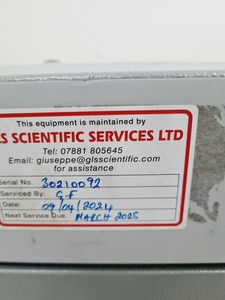 This equipment is maintained by
LS SCIENTIFIC SERVICES LTD
Tel: 07881 805645
Email: giuseppe@glsscientific.com
for assistance
Serial No. 30210092
Serviced By: G.F
Date: 09/04/2024
Next Service Due: MARCH 2025